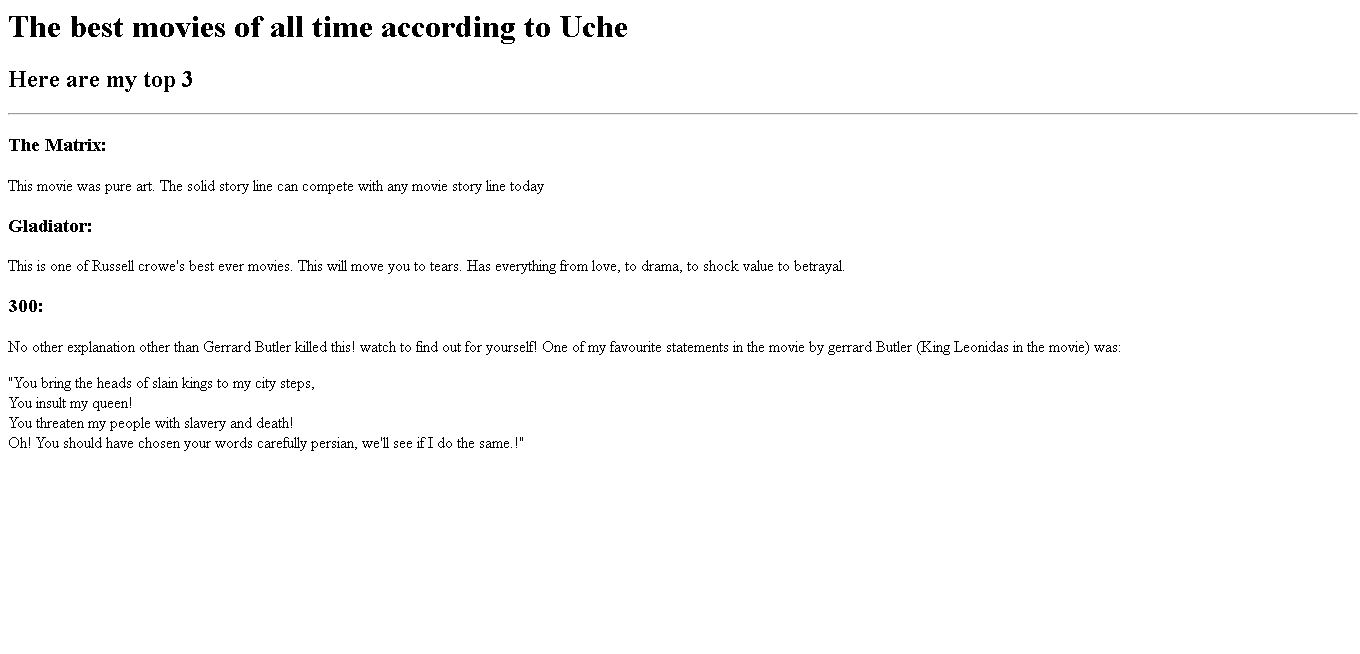 The best movies of all time according to Uche
Here are my top 3
The Matrix:
This movie was pure art. The solid story line can compete with any movie story line today
Gladiator:
This is one of Russell crowe's best ever movies. This will move you to tears. Has everything from love, to drama, to shock value to betrayal.
300:
No other explanation other than Gerrard Butler killed this! watch to find out for yourself! One of my favourite statements in the movie by gerrard Butler (King Leonidas in the movie) was:
"You bring the heads of slain kings to my city steps,
You insult my queen!
You threaten my people with slavery and death!
Oh! You should have chosen your words carefully persian, we'll see if I do the same.!"